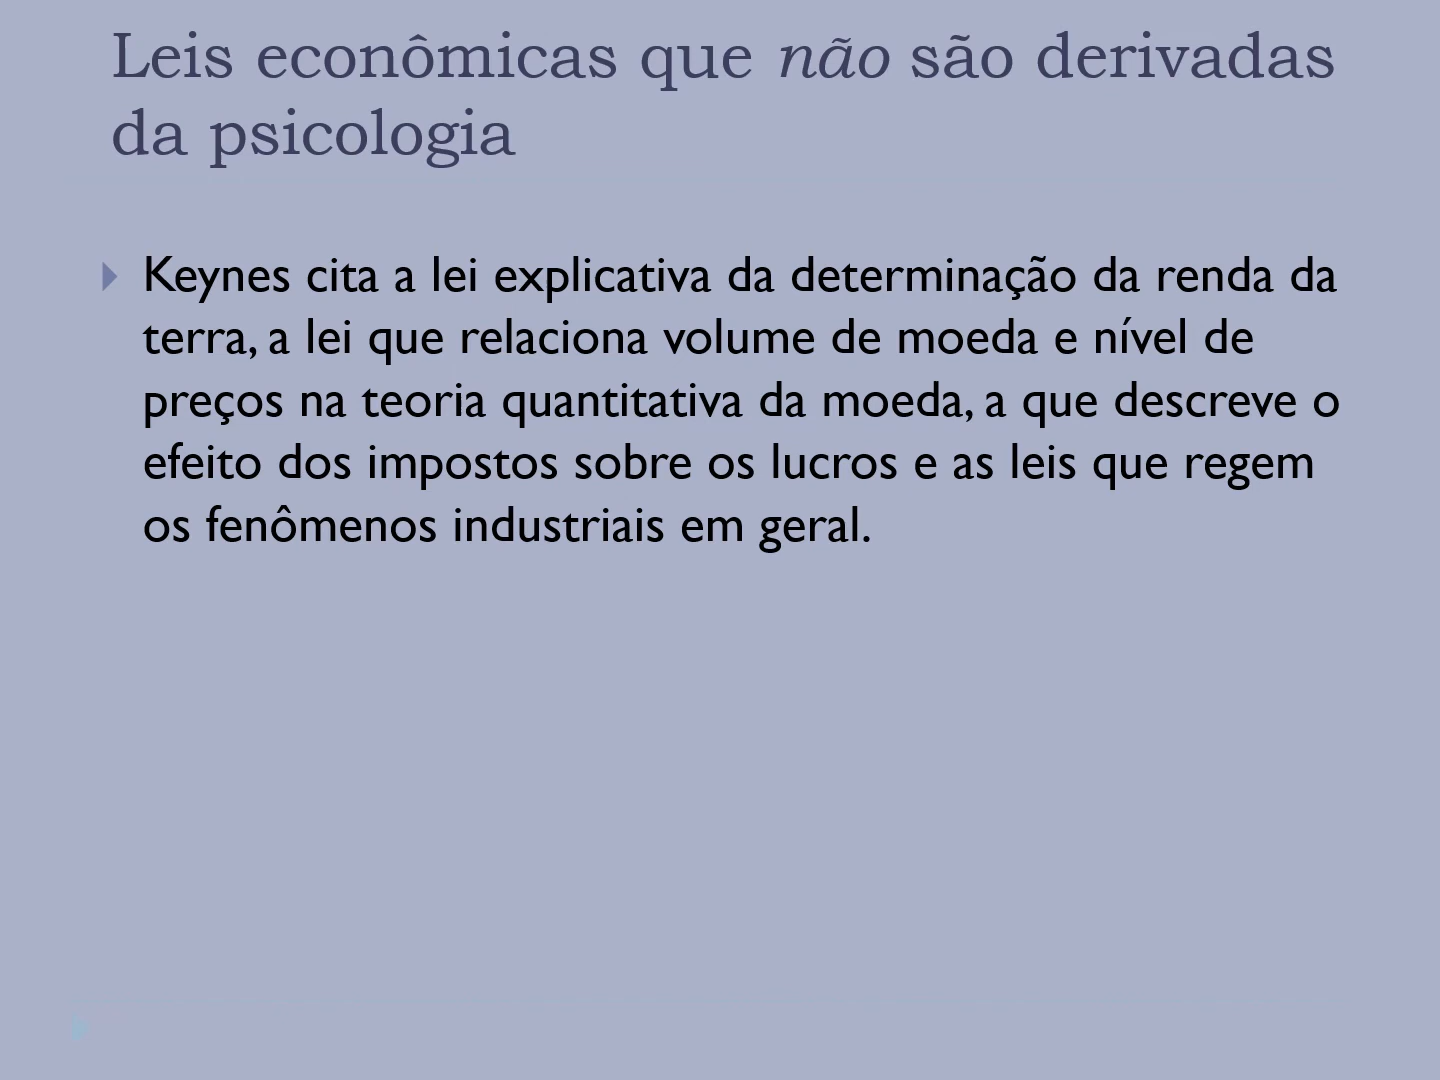 Leis econômicas que não são derivadas
da psicologia
Keynes cita a lei explicativa da determinação da renda da
terra, a lei que relaciona volume de moeda e nível de
preços na teoria quantitativa da moeda, a que descreve o
efeito dos impostos sobre os lucros e as leis que regem
os fenômenos industriais em geral.